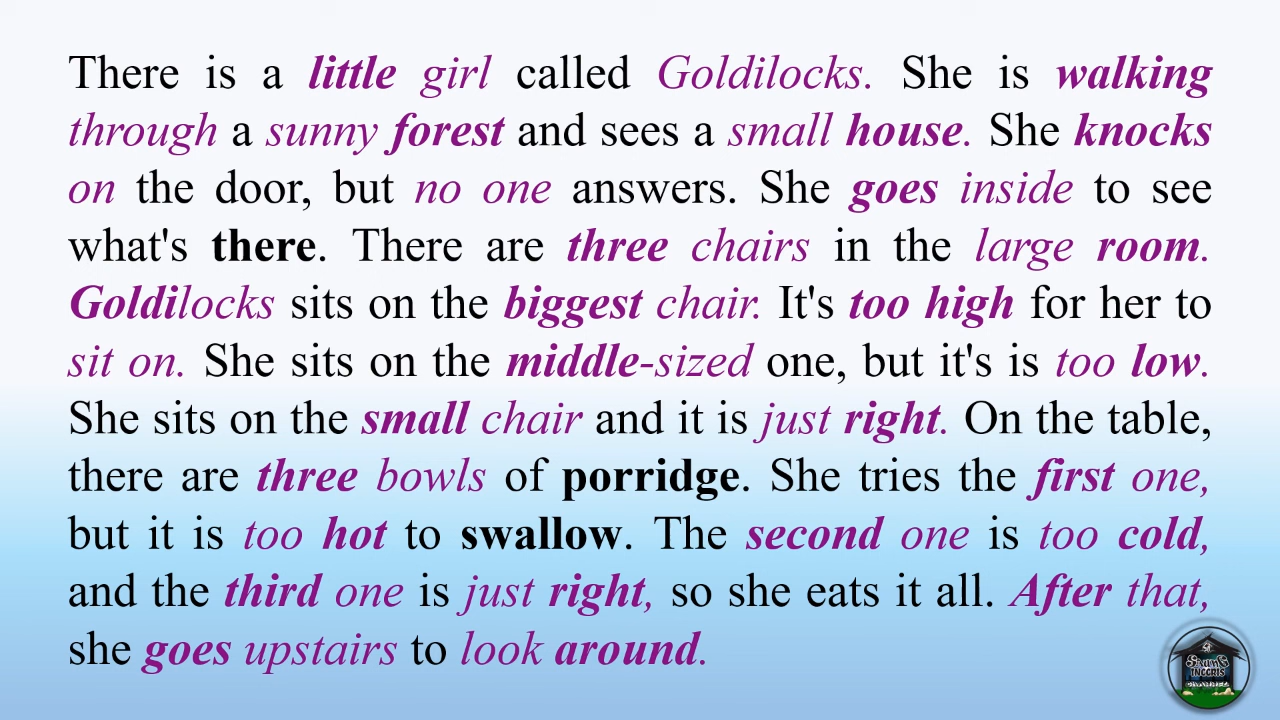 There is a little girl called Goldilocks. She is walking
through a sunny forest and sees a small house. She knocks
on the door, but no one answers. She goes inside to see
what's there. There are three chairs in the large room.
Goldilocks sits on the biggest chair. It's too high for her to
sit on. She sits on the middle-sized one, but it's is too low.
She sits on the small chair and it is just right. On the table,
there are three bowls of porridge. She tries the first one,
but it is too hot to swallow. The second one is too cold,
and the third one is just right, so she eats it all. After that,
she goes upstairs to look around.
INGGRIS